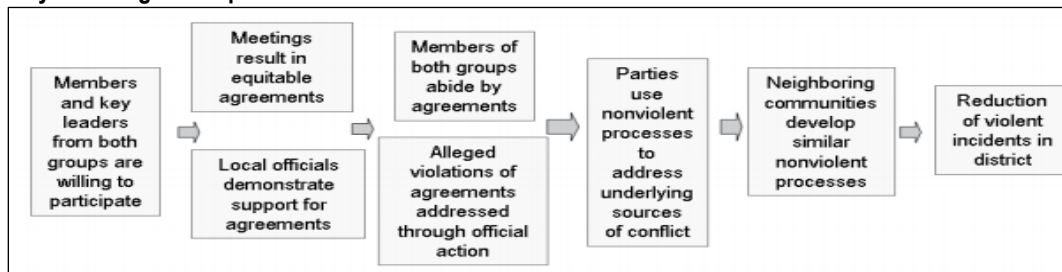 Members
and key
leaders
from both
groups are
willing to
participate
Meetings
result in
equitable
agreements
Local officials
demonstrate
support for
agreements
Members of
both groups
abide by
agreements
Alleged
violations of
agreements
addressed
through official
action
Parties
use
nonviolent
processes
to
address
underlying
sources
of conflict
Neighboring
communities
develop
similar
nonviolent
processes
Reduction
of violent
incidents in
district